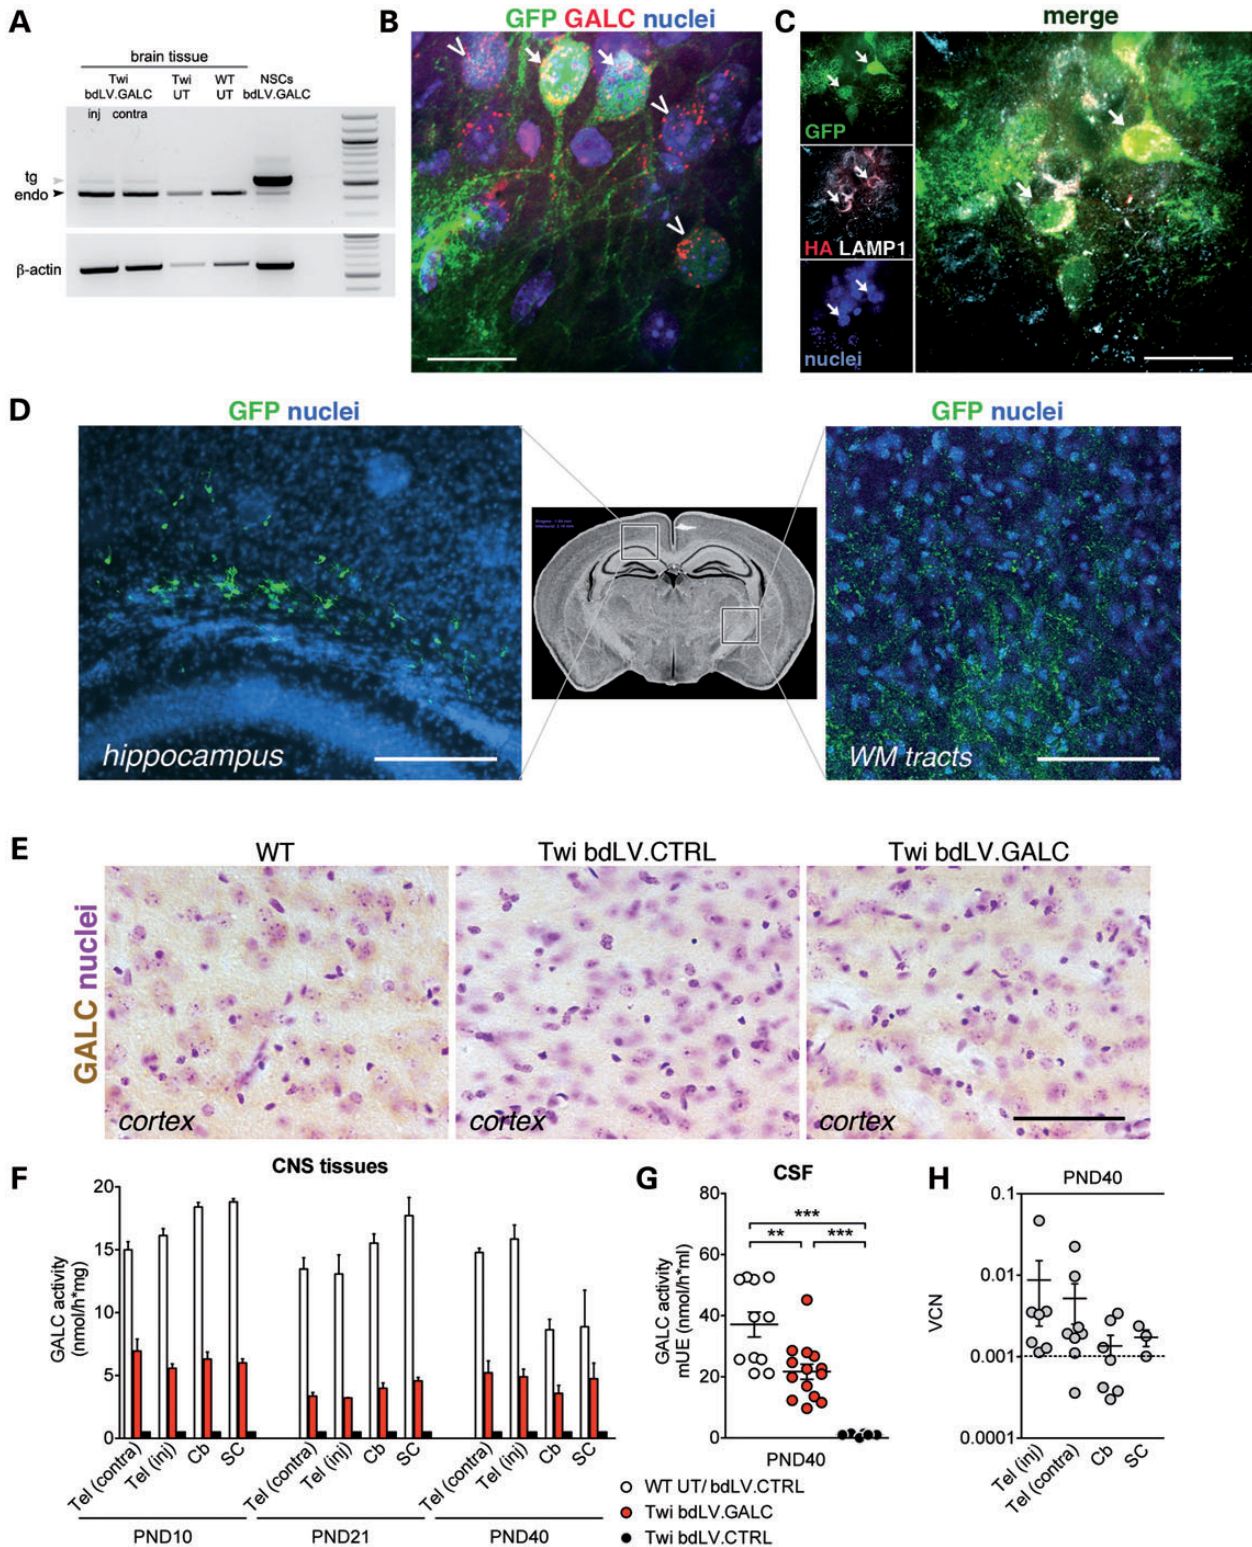 A
brain tissue
Twi bdLV.GALC
Twi UT
WT UT
NSCs bdLV.GALC
inj contra
tg
endo
β-actin
B
GFP GALC nuclei
C
merge
GFP
HA LAMP1
nuclei
D
GFP nuclei
GFP nuclei
hippocampus
WM tracts
E
WT
Twi bdLV.CTRL
Twi bdLV.GALC
GALC nuclei
cortex
cortex
cortex
F
CNS tissues
GALC activity
(nmol/h*mg)
20
15
10
5
0
Tel (contra)
Tel (inj)
Cb
SC
Tel (contra)
Tel (inj)
Cb
SC
Tel (contra)
Tel (inj)
Cb
SC
PND10
PND21
PND40
G
CSF
GALC activity
mUE (nmol/h*ml)
80
60
40
20
0
***
** ***
PND40
WT UT/ bdLV.CTRL
Twi bdLV.GALC
Twi bdLV.CTRL
H
PND40
VCN
0.1
0.01
0.001
0.0001
Tel (inj)
Tel (contra)
Cb
SC